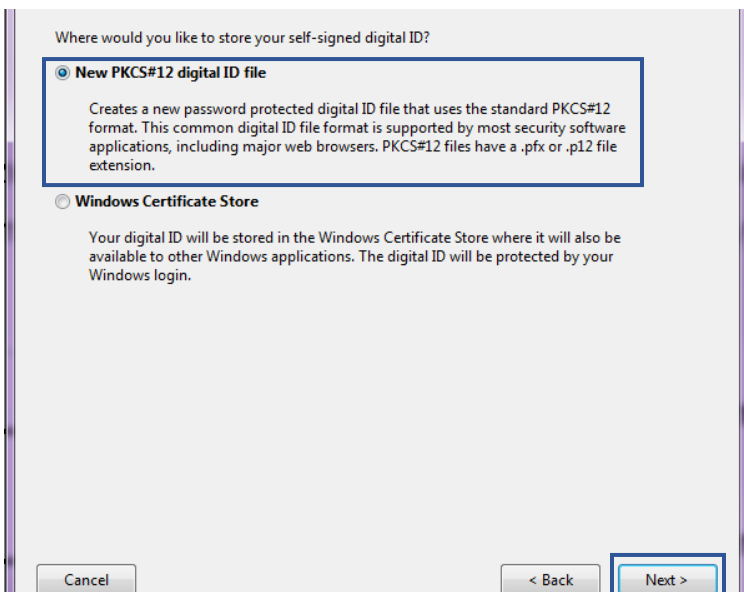 Where would you like to store your self-signed digital ID?
New PKCS#12 digital ID file
Creates a new password protected digital ID file that uses the standard PKCS#12
format. This common digital ID file format is supported by most security software
applications, including major web browsers. PKCS#12 files have a .pfx or .p12 file
extension.
Windows Certificate Store
Your digital ID will be stored in the Windows Certificate Store where it will also be
available to other Windows applications. The digital ID will be protected by your
Windows login.
Cancel
< Back
Next >